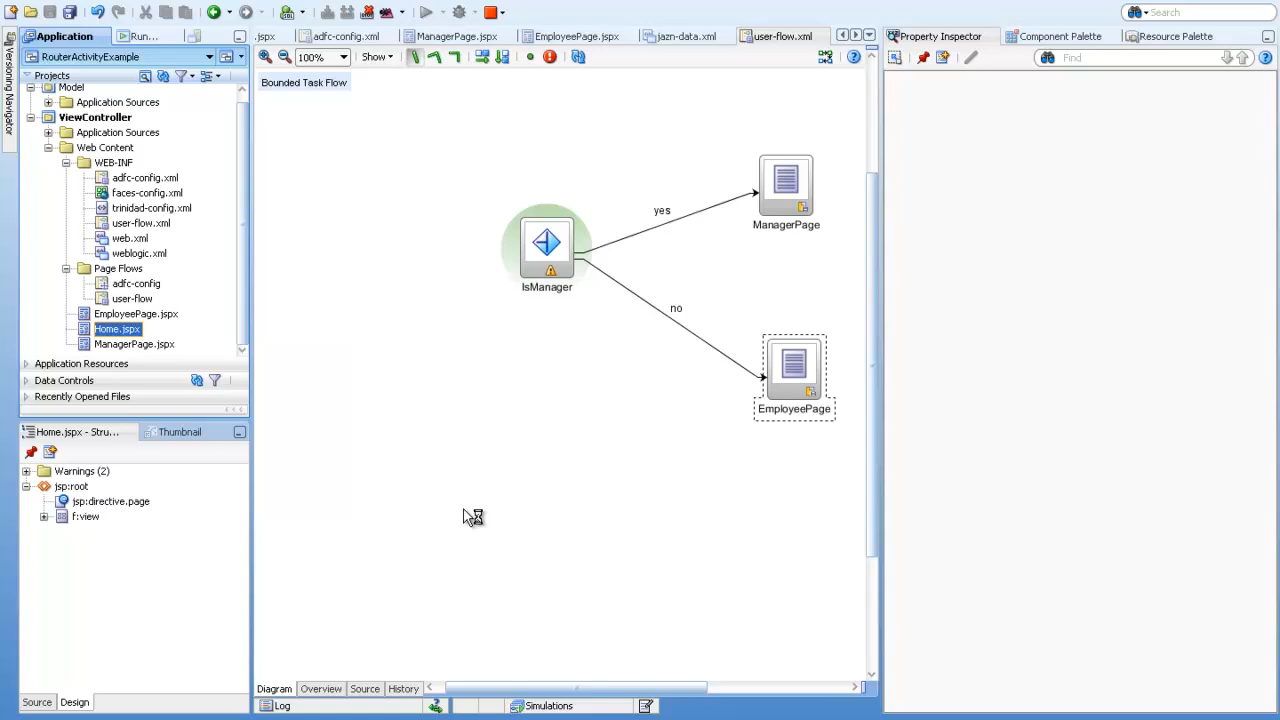 Search
Application
Run...
.jspx
adfc-config.xml
ManagerPage.jspx
EmployeePage.jspx
jazn-data.xml
user-flow.xml
Property Inspector
Component Palette
Resource Palette
RouterActivityExample
100%
Show
Find
Projects
Bounded Task Flow
Model
Application Sources
ViewController
Application Sources
Web Content
WEB-INF
adfc-config.xml
faces-config.xml
trinidad-config.xml
user-flow.xml
web.xml
weblogic.xml
Page Flows
adfc-config
user-flow
EmployeePage.jspx
Home.jspx
ManagerPage.jspx
yes
ManagerPage
IsManager
no
EmployeePage
Application Resources
Data Controls
Recently Opened Files
Home.jspx - Stru...
Thumbnail
Warnings (2)
jsp:root
jsp:directive.page
f:view
Source
Design
Diagram
Overview
Source
History
Log
Simulations
Versioning Navigator